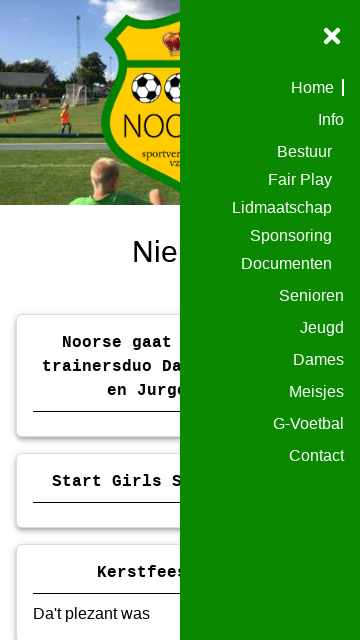 NOO
sportver
vz
Home
Info
Bestuur
Fair Play
Lidmaatschap
Sponsoring
Documenten
Senioren
Jeugd
Dames
Meisjes
G-Voetbal
Contact
Nie
Noorse gaat
trainersduo Da
en Jurge
Start Girls S
Kerstfees
Da't plezant was